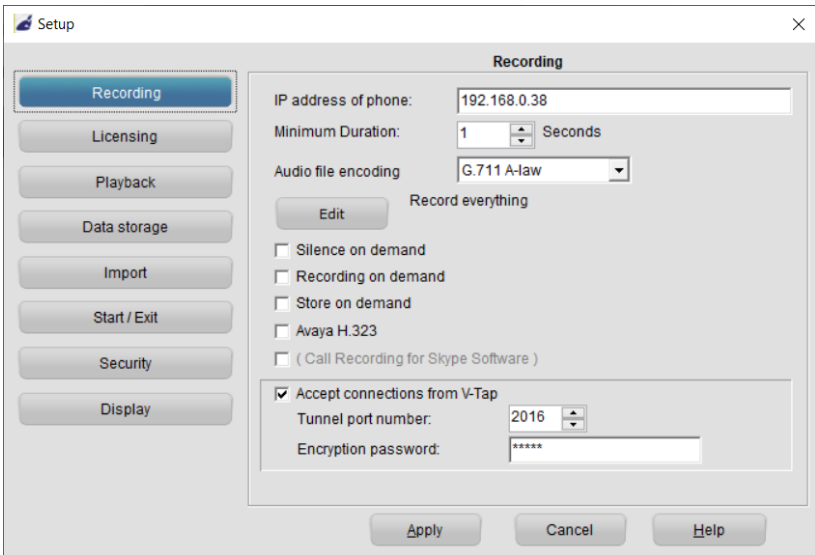 Setup
Recording
Recording
Licensing
Playback
Data storage
Import
Start / Exit
Security
Display
IP address of phone: 192.168.0.38
Minimum Duration: 1 Seconds
Audio file encoding G.711 A-law
Edit Record everything
Silence on demand
Recording on demand
Store on demand
Avaya H.323
( Call Recording for Skype Software )
Accept connections from V-Tap
Tunnel port number: 2016
Encryption password: *****
Apply Cancel Help